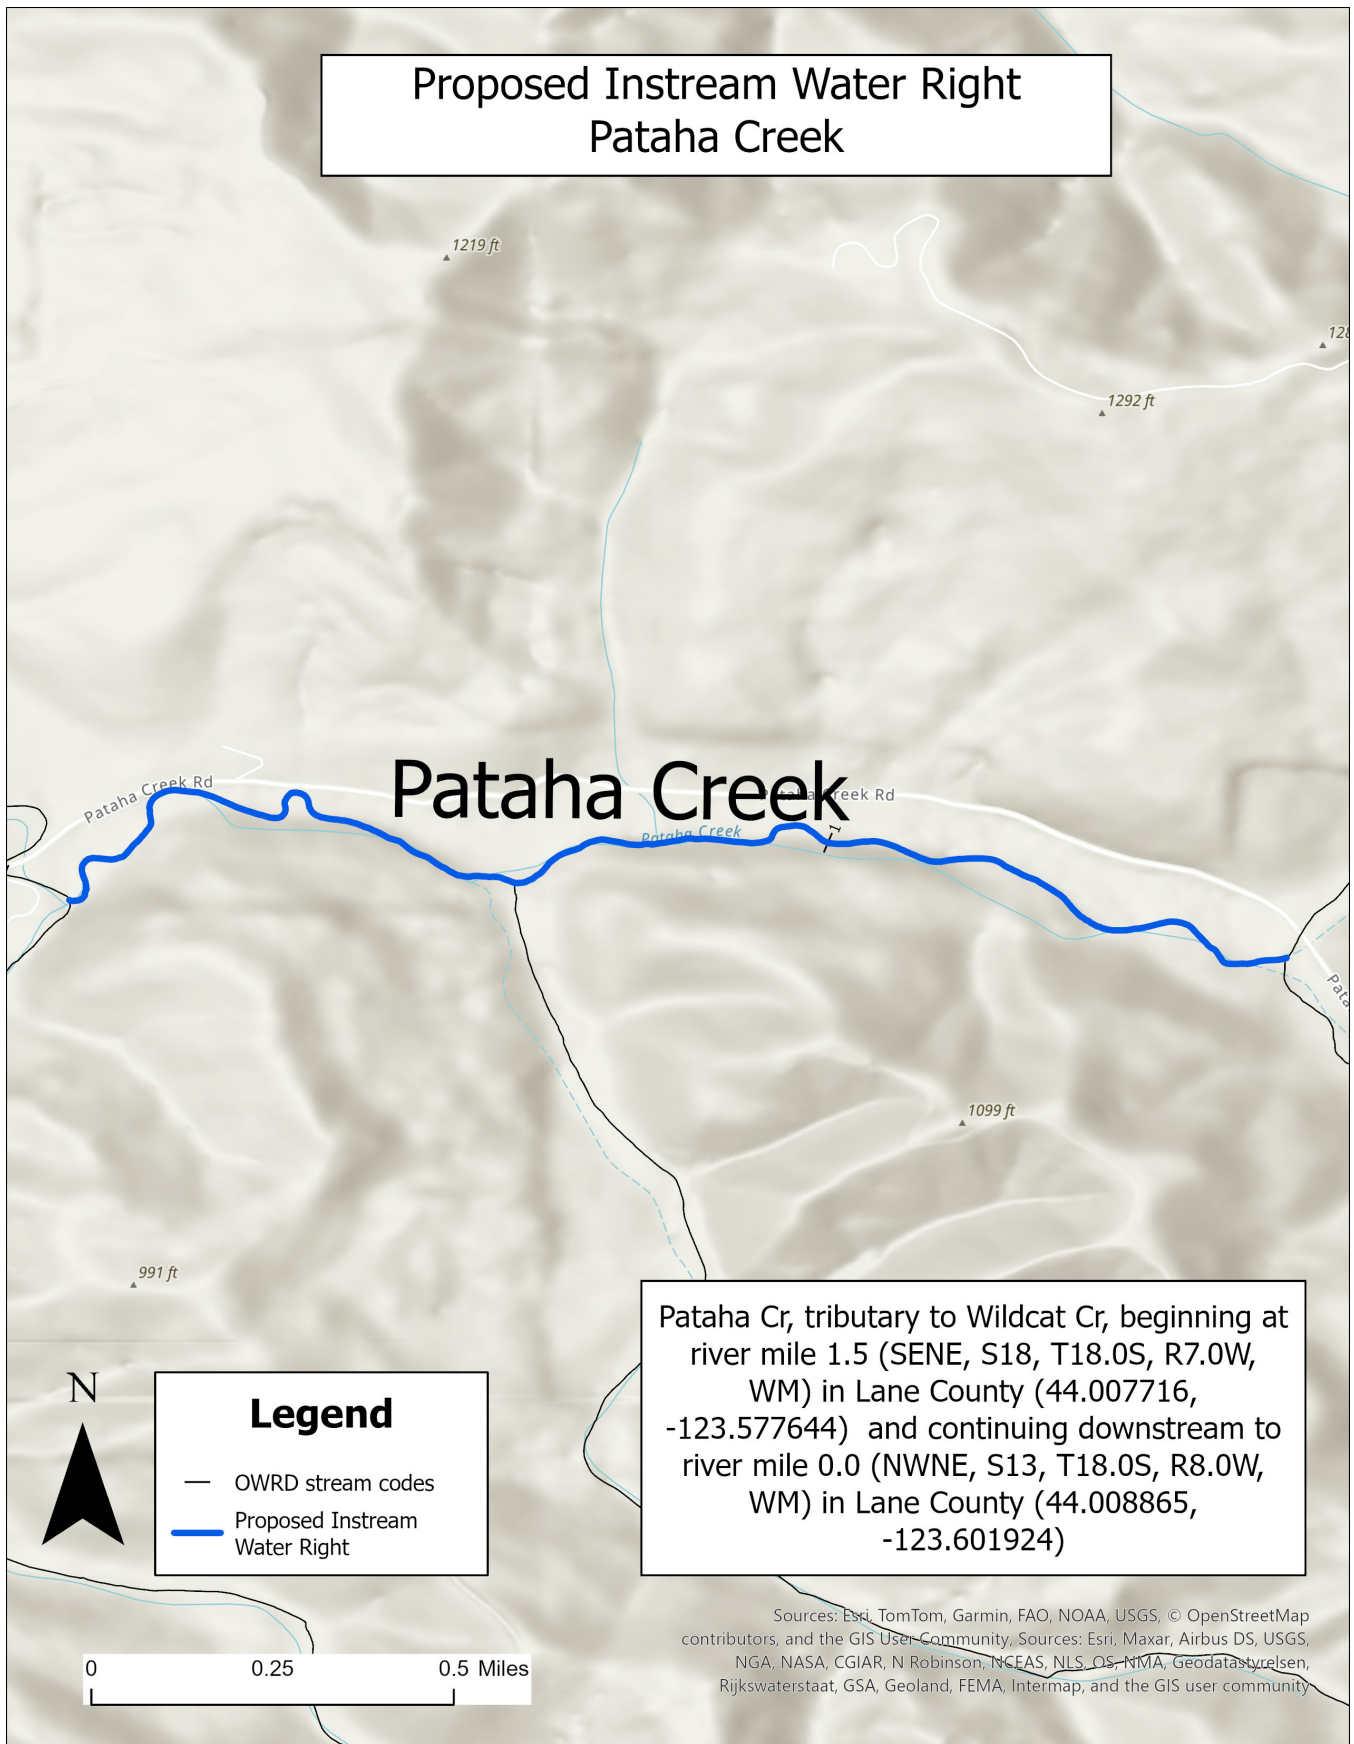 Proposed Instream Water Right
Pataha Creek
1219 ft
1292 ft
Pataha Creek Rd
Pataha Creek
Pataha Creek Rd
Pataha Creek
1
1099 ft
991 ft
Pataha Cr, tributary to Wildcat Cr, beginning at
river mile 1.5 (SENE, S18, T18.0S, R7.0W,
WM) in Lane County (44.007716,
-123.577644)  and continuing downstream to
river mile 0.0 (NWNE, S13, T18.0S, R8.0W,
WM) in Lane County (44.008865,
-123.601924)
N
Legend
OWRD stream codes
Proposed Instream
Water Right
0 0.25 0.5 Miles
Sources: Esri, TomTom, Garmin, FAO, NOAA, USGS, © OpenStreetMap
contributors, and the GIS User Community, Sources: Esri, Maxar, Airbus DS, USGS,
NGA, NASA, CGIAR, N Robinson, NCEAS, NLS, OS, NMA, Geodatastyrelsen,
Rijkswaterstaat, GSA, Geoland, FEMA, Intermap, and the GIS user community